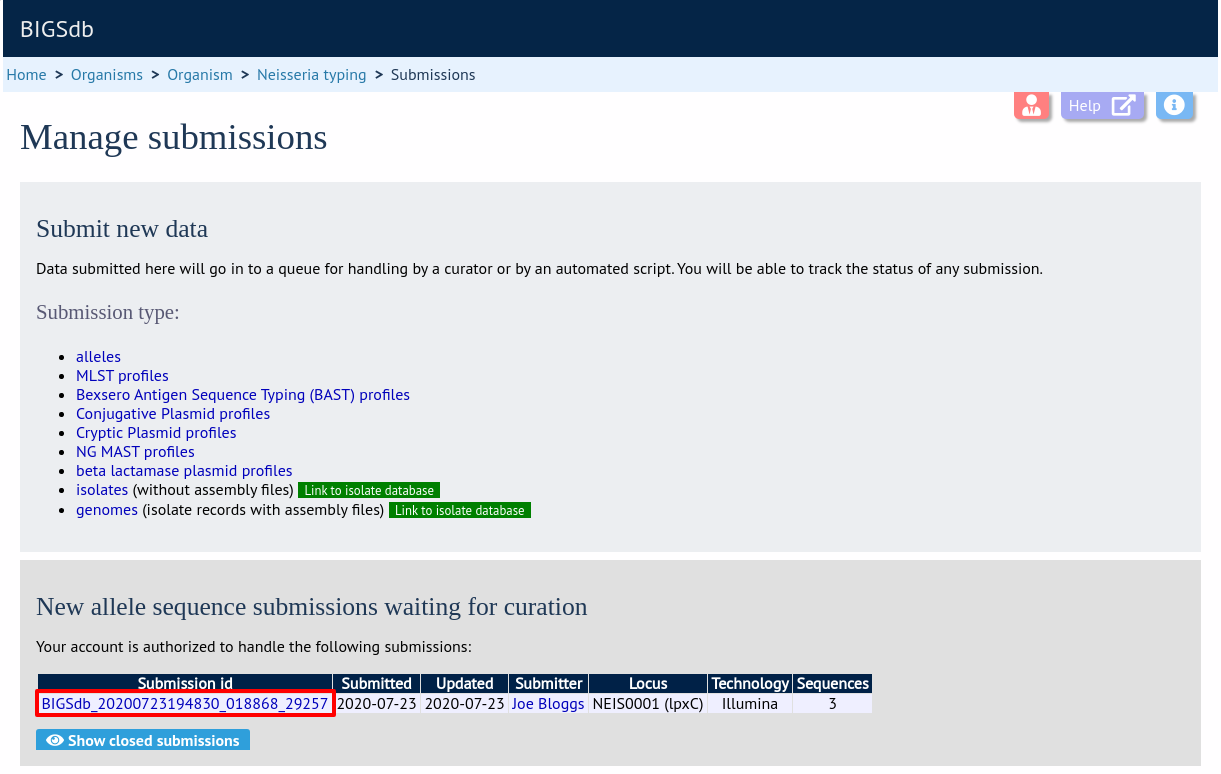 BIGSdb
Home > Organisms > Organism > Neisseria typing > Submissions
Help
Manage submissions
Submit new data
Data submitted here will go in to a queue for handling by a curator or by an automated script. You will be able to track the status of any submission.
Submission type:
alleles
MLST profiles
Bexsero Antigen Sequence Typing (BAST) profiles
Conjugative Plasmid profiles
Cryptic Plasmid profiles
NG MAST profiles
beta lactamase plasmid profiles
isolates (without assembly files) Link to isolate database
genomes (isolate records with assembly files) Link to isolate database
New allele sequence submissions waiting for curation
Your account is authorized to handle the following submissions:
Submission id Submitted Updated Submitter Locus Technology Sequences
BIGSdb_20200723194830_018868_29257 2020-07-23 2020-07-23 Joe Bloggs NEIS0001 (lpxC) Illumina 3
Show closed submissions